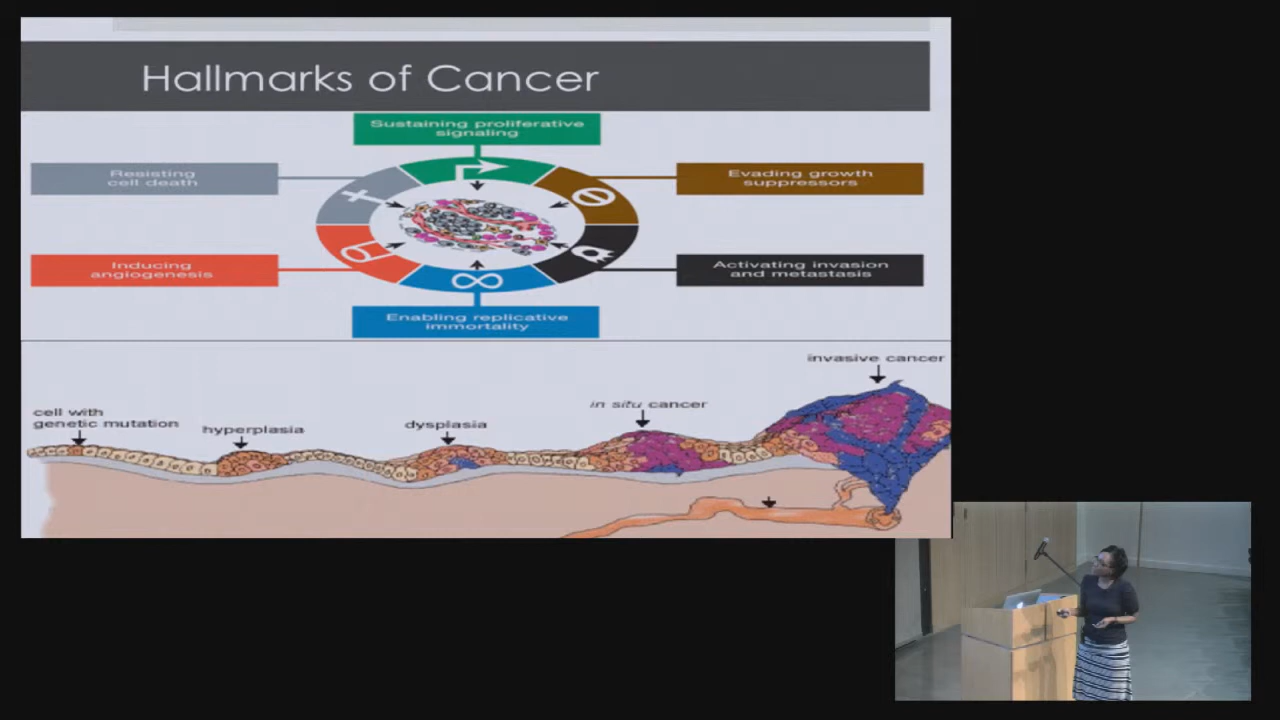 Hallmarks of Cancer
Sustaining proliferative
signaling
Resisting
cell death
Evading growth
suppressors
Inducing
angiogenesis
Activating invasion
and metastasis
Enabling replicative
immortality
invasive cancer
in situ cancer
cell with
genetic mutation
hyperplasia
dysplasia